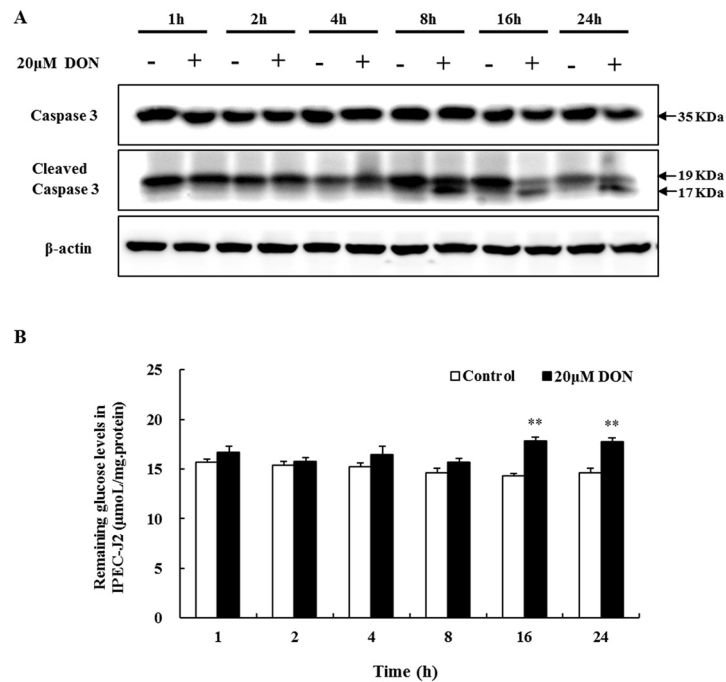 A
1h 2h 4h 8h 16h 24h
20μM DON - + - + - + - + - + - +
Caspase 3
35 KDa
Cleaved
Caspase 3
19 KDa
17 KDa
β-actin
B
Remaining glucose levels in
IPEC-J2 (μmoL/mg.protein)
25
20
15
10
5
0
Control 20μM DON
** **
1 2 4 8 16 24
Time (h)